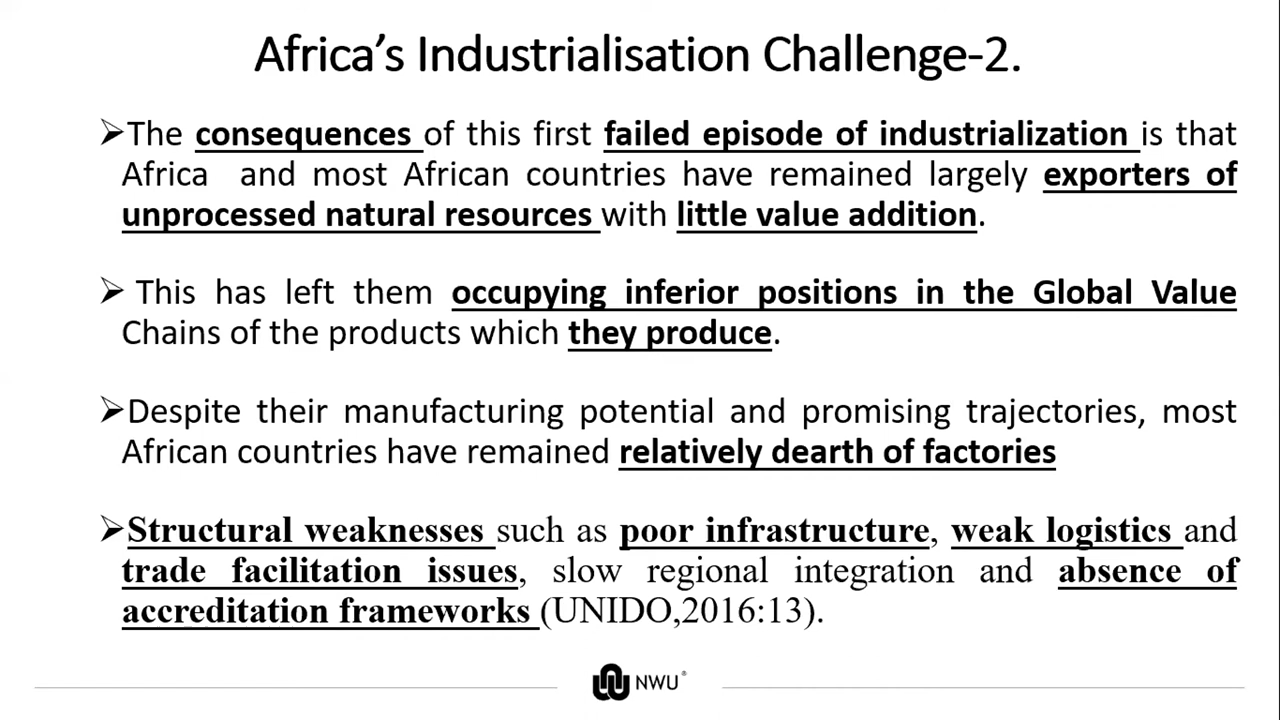 Africa's Industrialisation Challenge-2.
➢The consequences of this first failed episode of industrialization is that
Africa and most African countries have remained largely exporters of
unprocessed natural resources with little value addition.
➢ This has left them occupying inferior positions in the Global Value
Chains of the products which they produce.
➢Despite their manufacturing potential and promising trajectories, most
African countries have remained relatively dearth of factories
➢Structural weaknesses such as poor infrastructure, weak logistics and
trade facilitation issues, slow regional integration and absence of
accreditation frameworks (UNIDO,2016:13).
NWU®